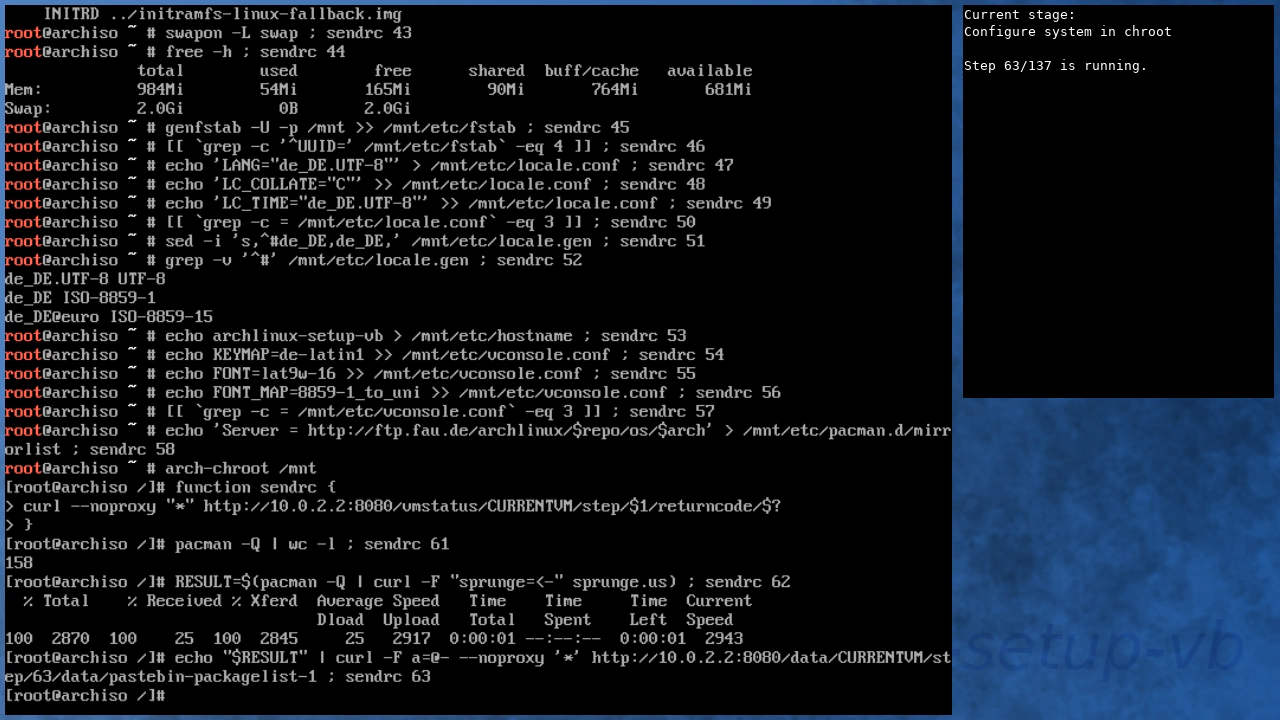 INITRD ../initramfs-linux-fallback.img
root@archiso ~ # swapon -L swap ; sendrc 43
root@archiso ~ # free -h ; sendrc 44
              total        used        free      shared  buff/cache   available
Mem:          984Mi        54Mi       165Mi        90Mi       764Mi       681Mi
Swap:         2.0Gi          0B       2.0Gi
root@archiso ~ # genfstab -U -p /mnt >> /mnt/etc/fstab ; sendrc 45
root@archiso ~ # [[ `grep -c '^UUID=' /mnt/etc/fstab` -eq 4 ]] ; sendrc 46
root@archiso ~ # echo 'LANG="de_DE.UTF-8"' > /mnt/etc/locale.conf ; sendrc 47
root@archiso ~ # echo 'LC_COLLATE="C"' >> /mnt/etc/locale.conf ; sendrc 48
root@archiso ~ # echo 'LC_TIME="de_DE.UTF-8"' >> /mnt/etc/locale.conf ; sendrc 49
root@archiso ~ # [[ `grep -c = /mnt/etc/locale.conf` -eq 3 ]] ; sendrc 50
root@archiso ~ # sed -i 's,^#de_DE,de_DE,' /mnt/etc/locale.gen ; sendrc 51
root@archiso ~ # grep -v '^#' /mnt/etc/locale.gen ; sendrc 52
de_DE.UTF-8 UTF-8
de_DE ISO-8859-1
de_DE@euro ISO-8859-15
root@archiso ~ # echo archlinux-setup-vb > /mnt/etc/hostname ; sendrc 53
root@archiso ~ # echo KEYMAP=de-latin1 >> /mnt/etc/vconsole.conf ; sendrc 54
root@archiso ~ # echo FONT=lat9w-16 >> /mnt/etc/vconsole.conf ; sendrc 55
root@archiso ~ # echo FONT_MAP=8859-1_to_uni >> /mnt/etc/vconsole.conf ; sendrc 56
root@archiso ~ # [[ `grep -c = /mnt/etc/vconsole.conf` -eq 3 ]] ; sendrc 57
root@archiso ~ # echo 'Server = http://ftp.fau.de/archlinux/$repo/os/$arch' > /mnt/etc/pacman.d/mirr
orlist ; sendrc 58
root@archiso ~ # arch-chroot /mnt
[root@archiso /]# function sendrc {
> curl --noproxy "*" http://10.0.2.2:8080/vmstatus/CURRENTVM/step/$1/returncode/$?
> }
[root@archiso /]# pacman -Q | wc -l ; sendrc 61
158
[root@archiso /]# RESULT=$(pacman -Q | curl -F "sprunge=<-" sprunge.us) ; sendrc 62
  % Total    % Received % Xferd  Average Speed   Time    Time     Time  Current
                                 Dload  Upload   Total   Spent    Left  Speed
100  2870  100    25  100  2845     25   2917  0:00:01 --:--:--  0:00:01  2943
[root@archiso /]# echo "$RESULT" | curl -F a=@- --noproxy '*' http://10.0.2.2:8080/data/CURRENTVM/st
ep/63/data/pastebin-packagelist-1 ; sendrc 63
[root@archiso /]#
Current stage:
Configure system in chroot
Step 63/137 is running.
setup-vb